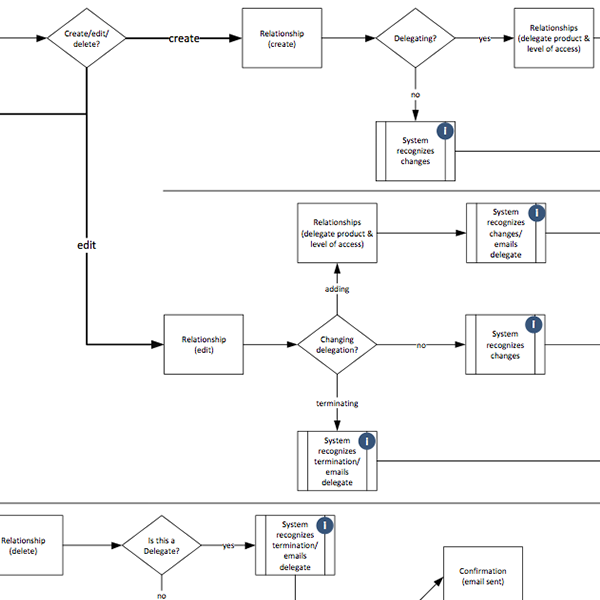 Create/edit/
delete?
create
Relationship
(create)
Delegating?
yes
Relationships
(delegate product &
level of access)
no
System
recognizes
changes
i
edit
Relationships
(delegate product &
level of access)
System
recognizes
changes/
emails
delegate
i
adding
Relationship
(edit)
Changing
delegation?
no
System
recognizes
changes
i
terminating
System
recognizes
termination/
emails
delegate
i
Relationship
(delete)
Is this a
Delegate?
yes
System
recognizes
termination/
emails
delegate
i
no
Confirmation
(email sent)